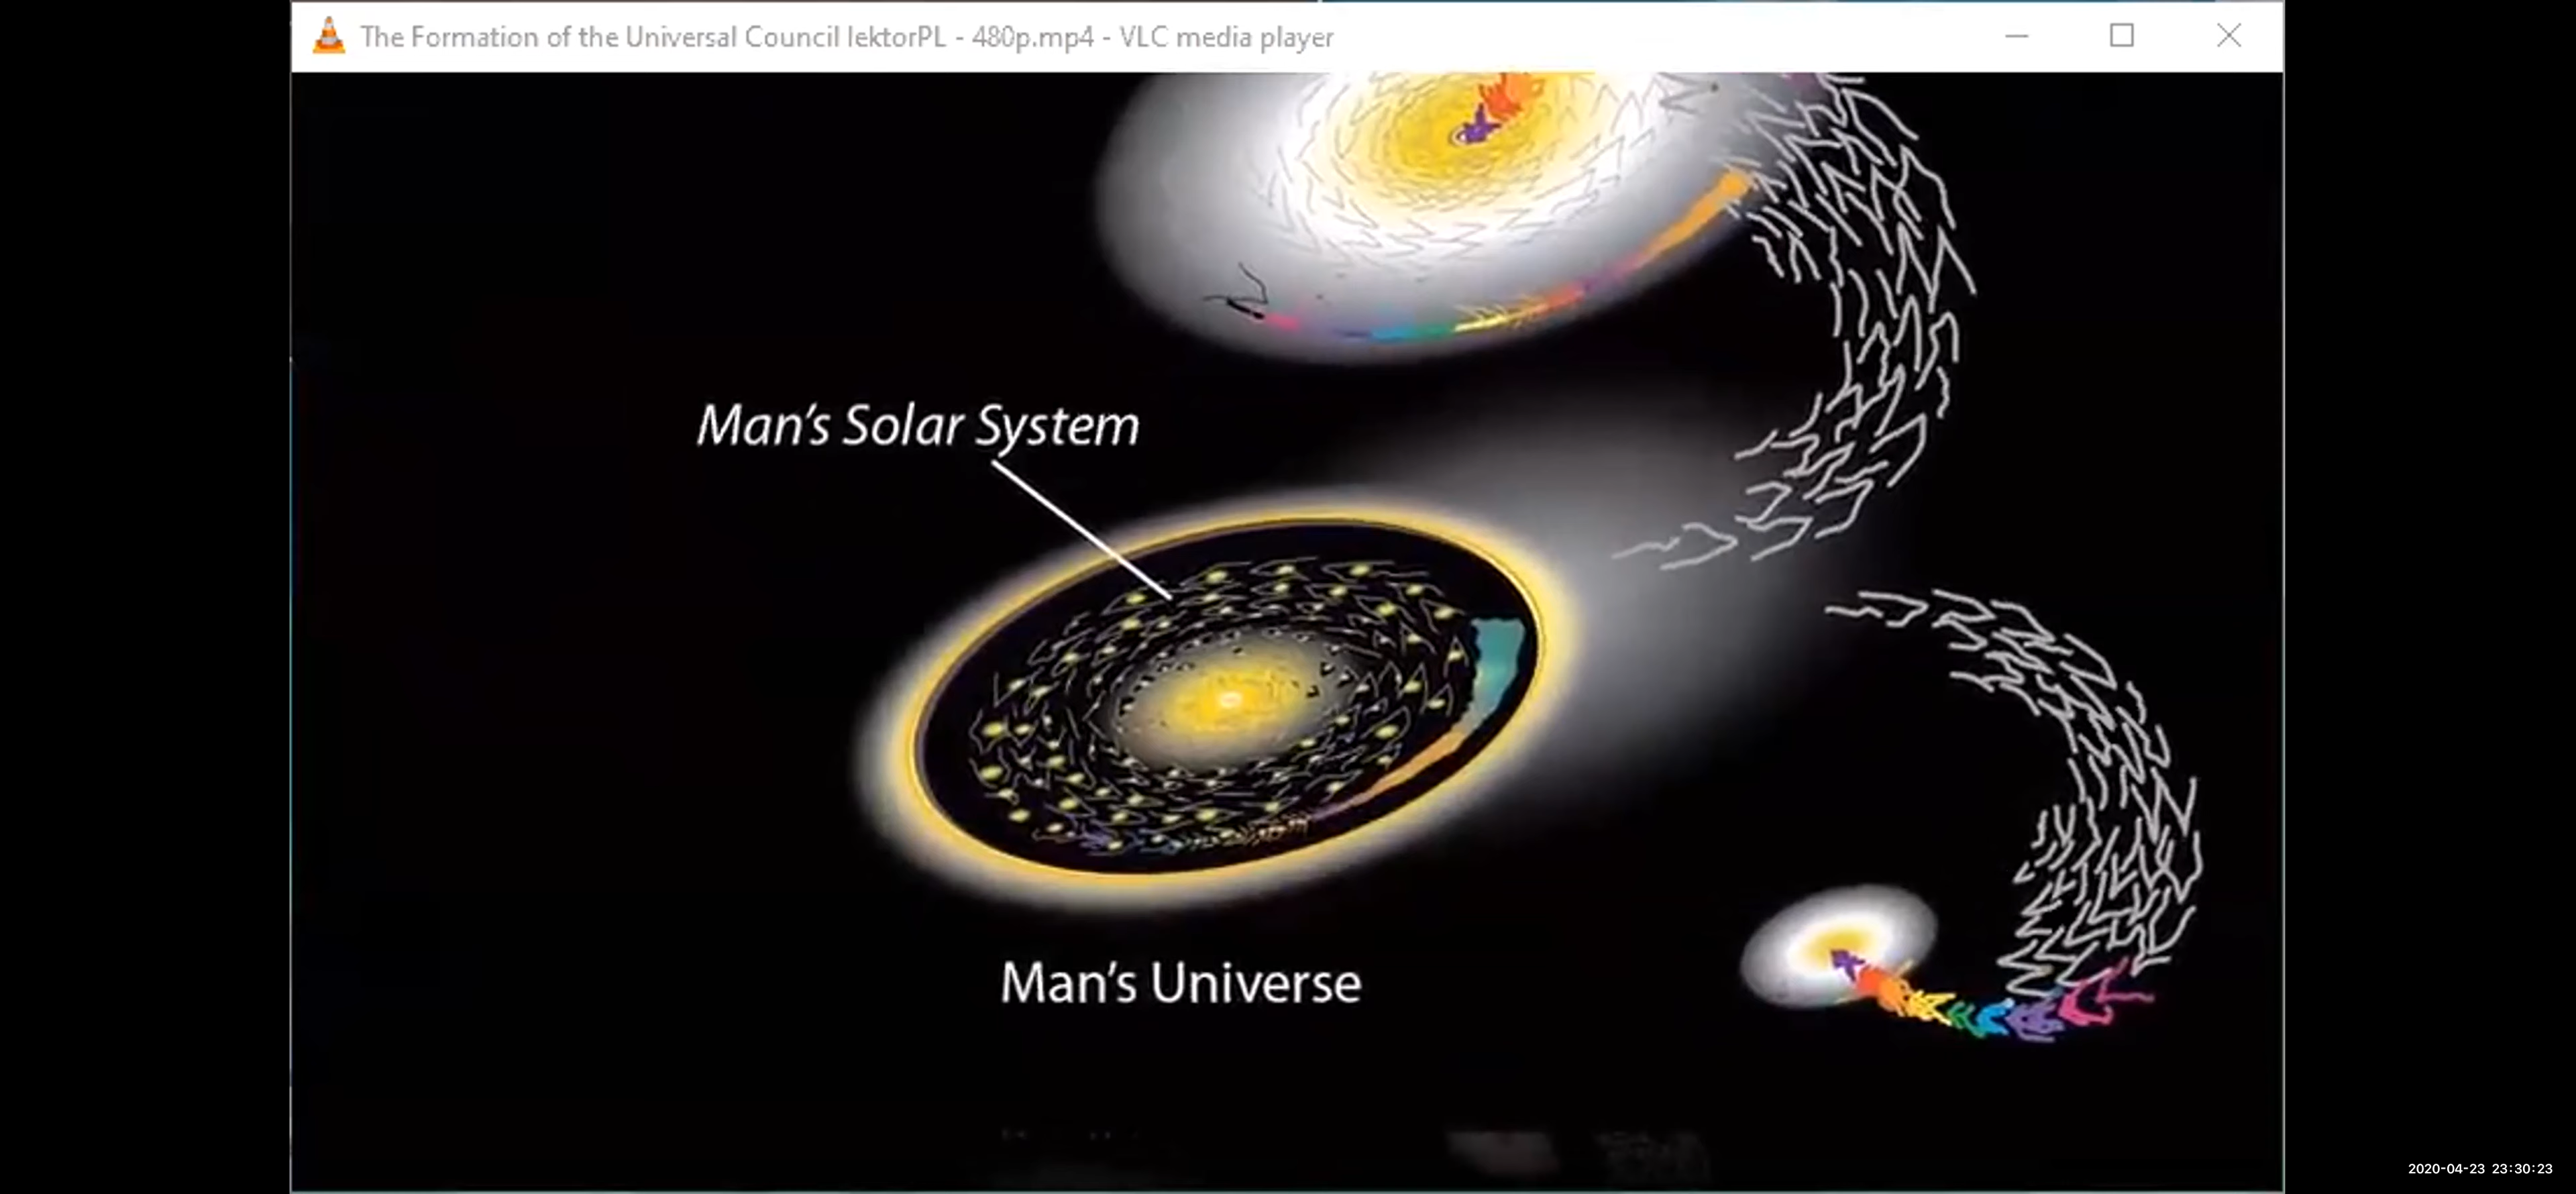 The Formation of the Universal Council lektorPL - 480p.mp4 - VLC media player
Man's Solar System
Man's Universe
2020-04-23 23:30:23